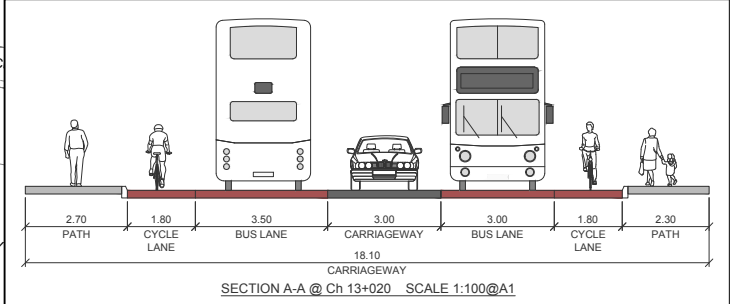 2.70 1.80 3.50 3.00 3.00 1.80 2.30
PATH CYCLE LANE BUS LANE CARRIAGEWAY BUS LANE CYCLE LANE PATH
18.10
CARRIAGEWAY
SECTION A-A @ Ch 13+020 SCALE 1:100@A1